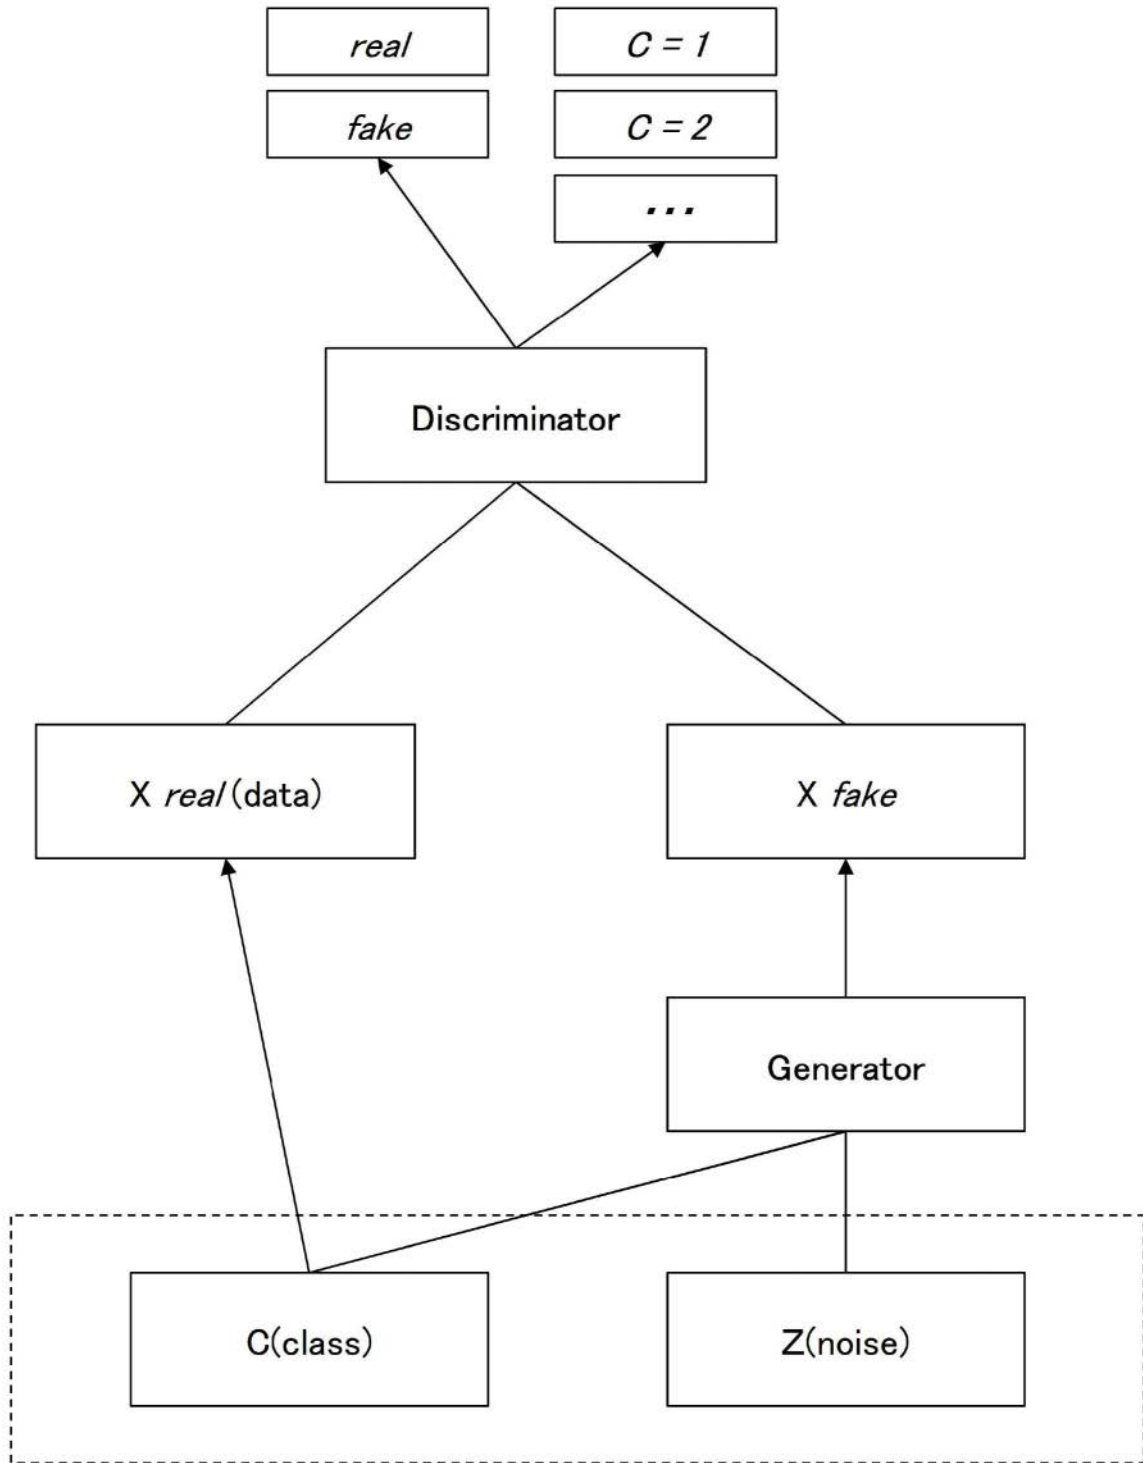 real
C = 1
fake
C = 2
...
Discriminator
X real (data)
X fake
Generator
C(class)
Z(noise)